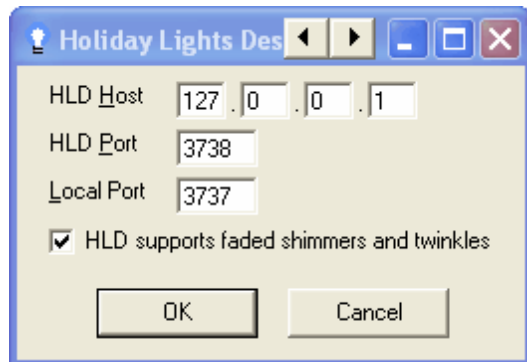 Holiday Lights Des
HLD Host 127 . 0 . 0 . 1
HLD Port 3738
Local Port 3737
HLD supports faded shimmers and twinkles
OK Cancel